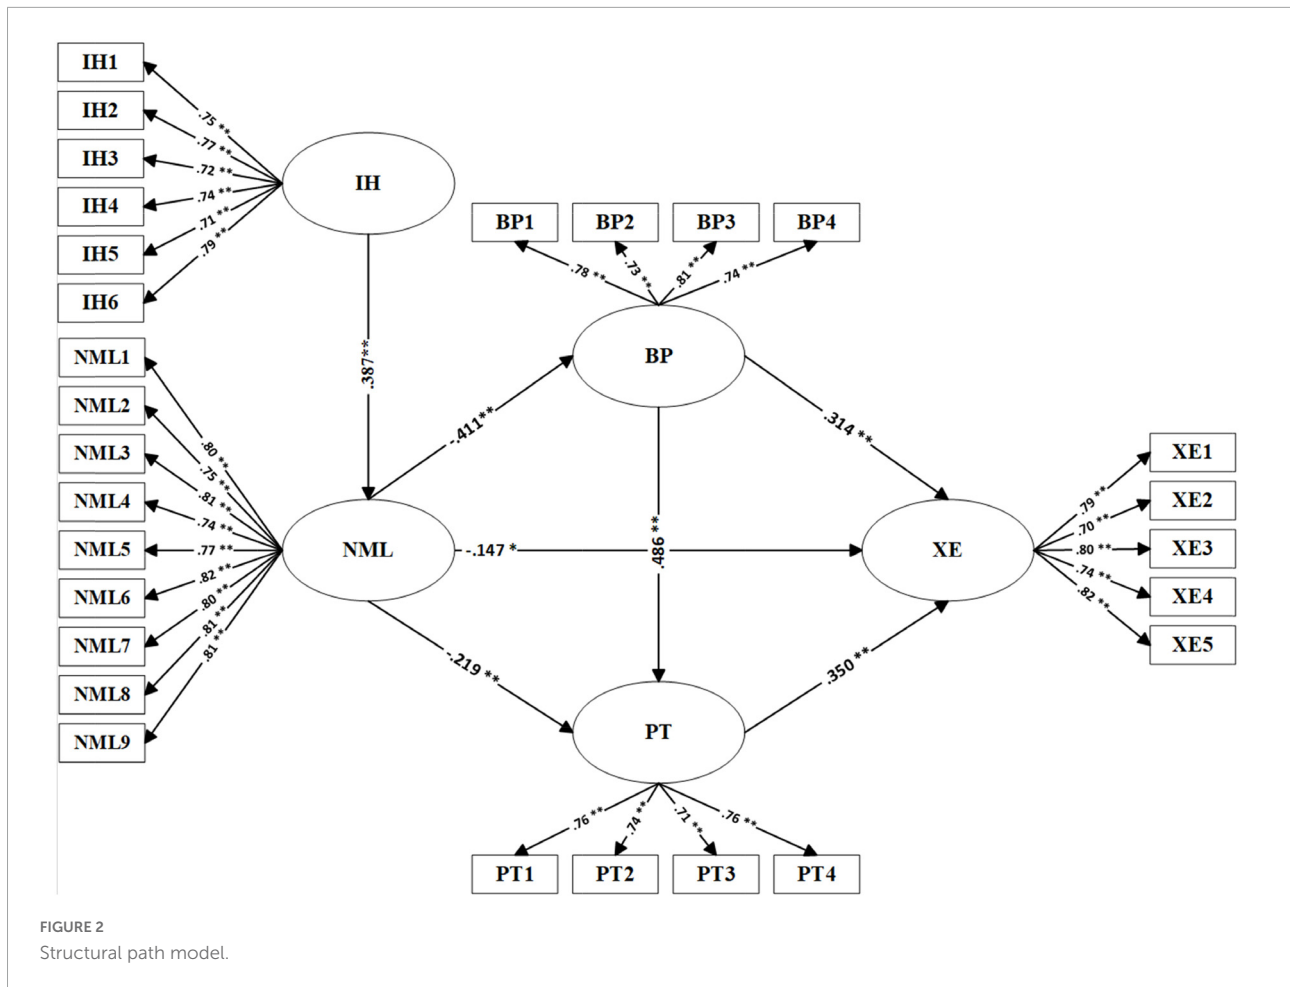 IH1
IH2
IH3
IH4
IH5
IH6
.75 **
.77 **
.72 **
.74 **
.71 **
.79 **
IH
.387**
NML1
NML2
NML3
NML4
NML5
NML6
NML7
NML8
NML9
.80 **
.75 **
.81 **
.74 **
.77 **
.82 **
.80 **
.81 **
.81 **
NML
BP1
BP2
BP3
BP4
.78 **
.73 **
.81 **
.74 **
BP
-.411**
.314 **
-.147 *
.486 **
-.219 **
.350 **
XE
.79 **
.70 **
.80 **
.74 **
.82 **
XE1
XE2
XE3
XE4
XE5
PT
.76 **
.74 **
.71 **
.76 **
PT1
PT2
PT3
PT4
FIGURE 2
Structural path model.